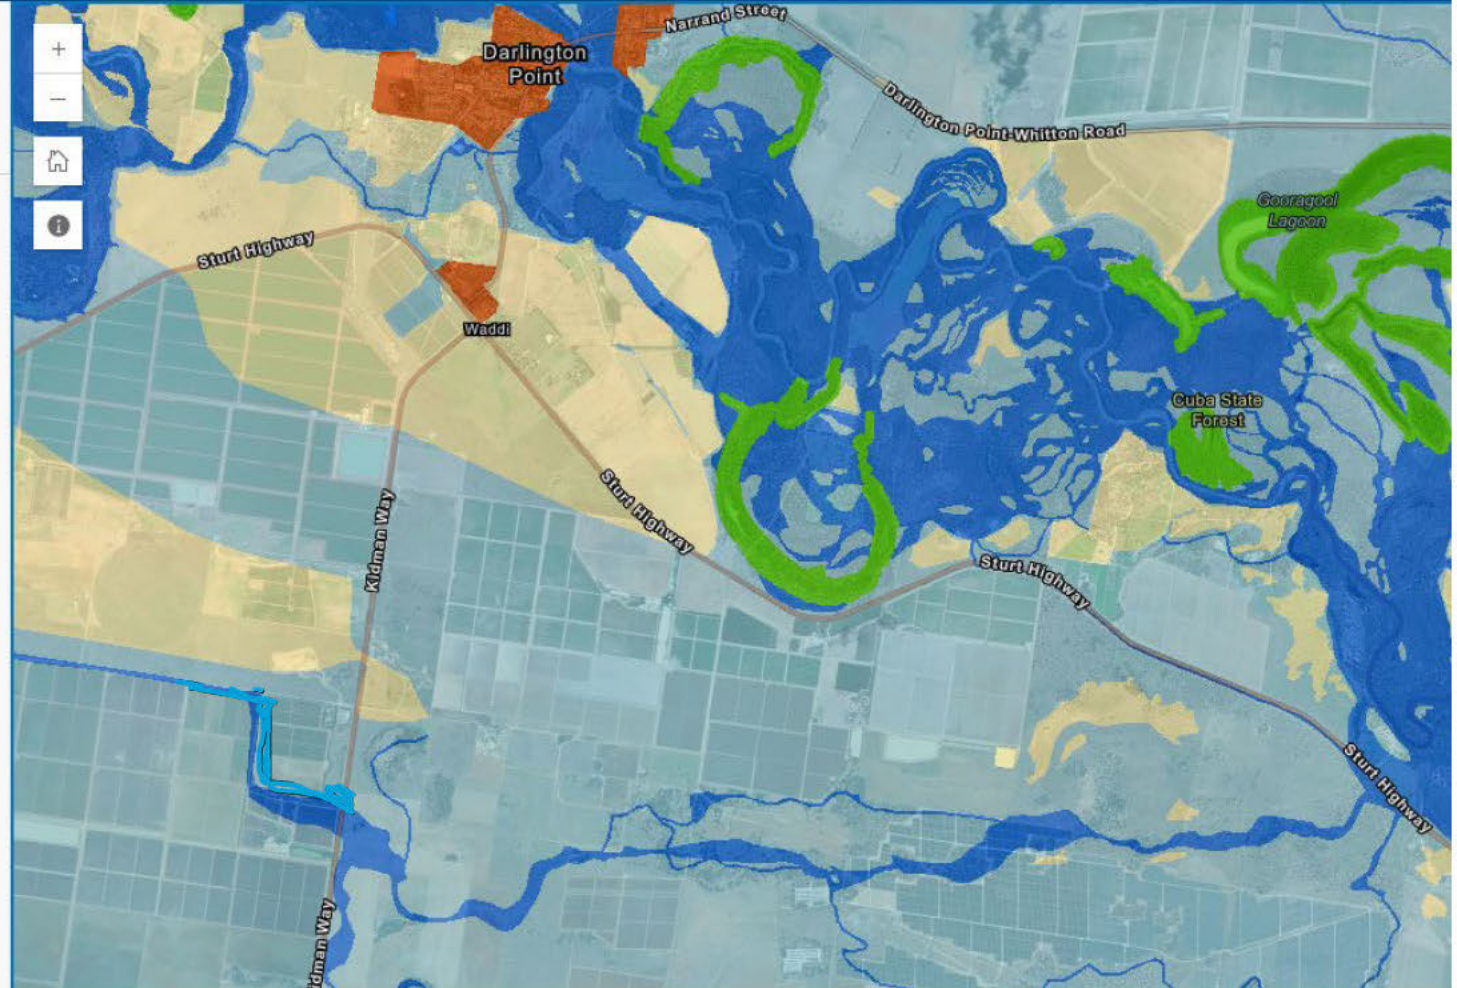 Narrand Street
Darlington
Point
Darlington Point-Whitton Road
Gooragool
Lagoon
Sturt Highway
Waddi
Cuba State
Forest
Sturt Highway
Kidman Way
Sturt Highway
Sturt Highway
idman Way